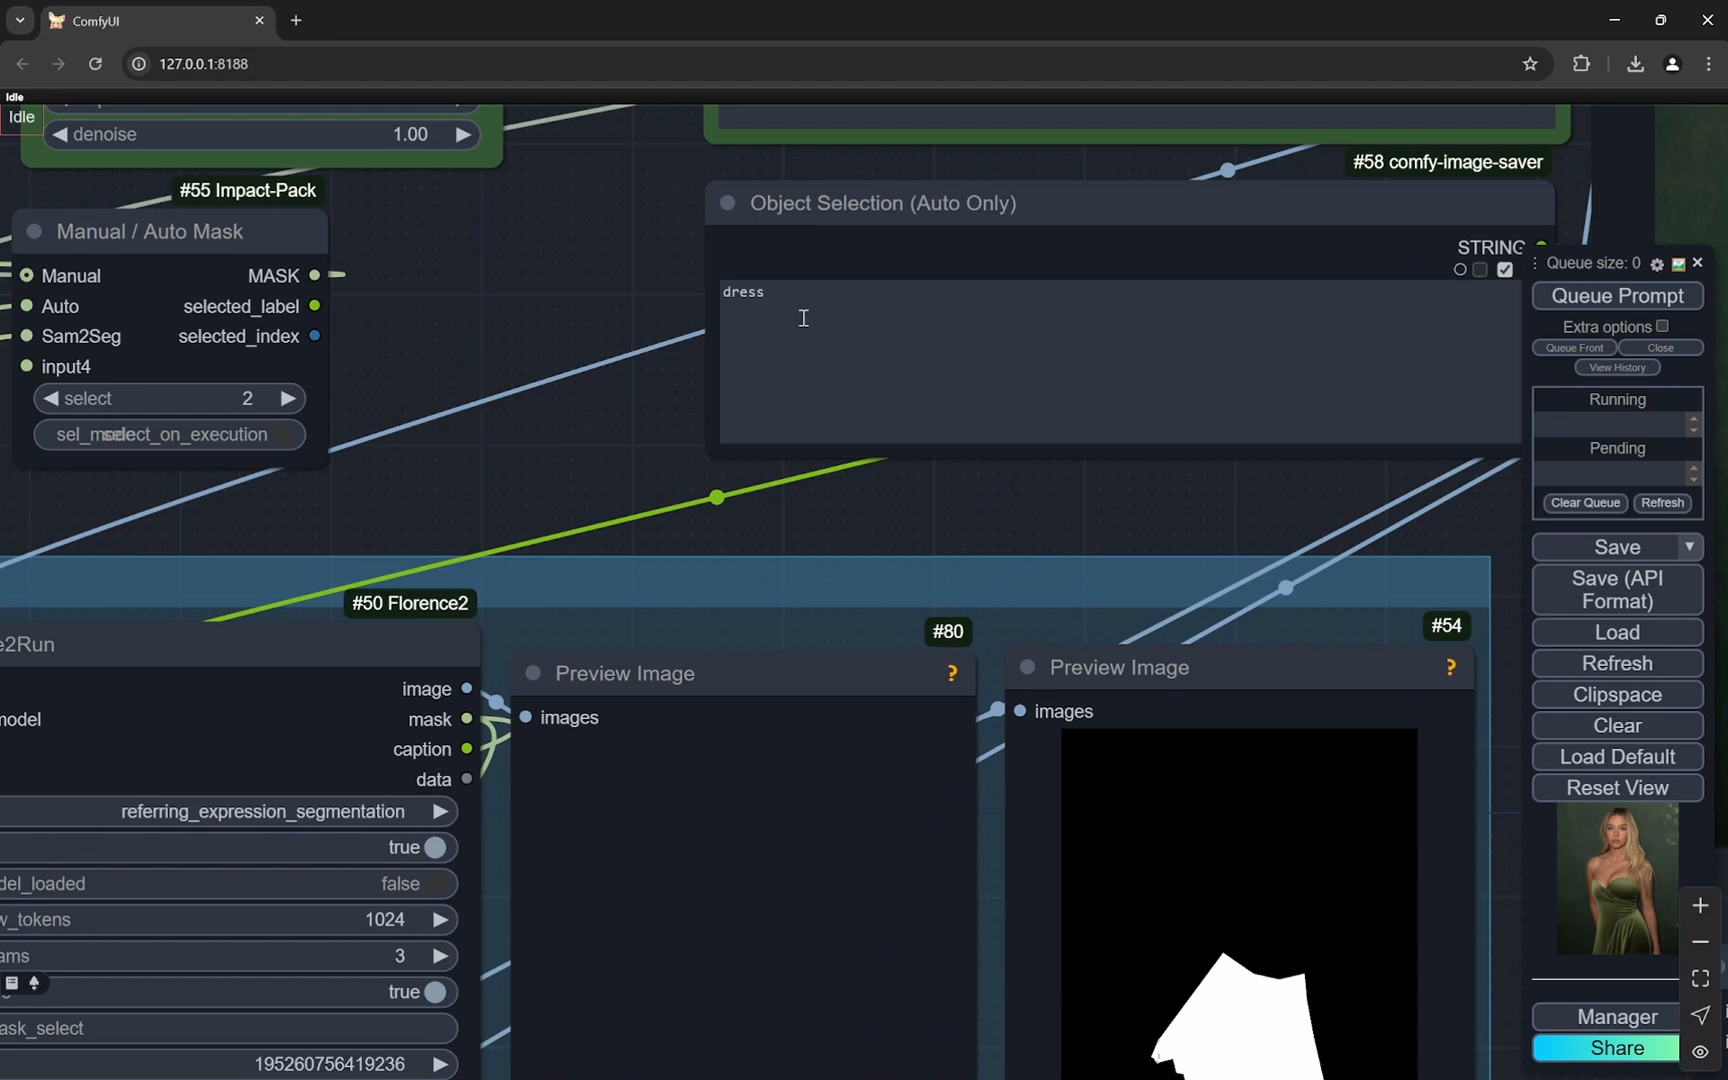 ComfyUI
127.0.0.1:8188
Idle
Idle
denoise 1.00
#58 comfy-image-saver
#55 Impact-Pack
Object Selection (Auto Only)
Manual / Auto Mask
STRING
Manual MASK
Auto selected_label
Sam2Seg selected_index
input4
select 2
dress
Queue size: 0
Queue Prompt
Extra options
Queue Front Close
View History
Running
Pending
Clear Queue Refresh
Save
Save (API
Format)
Load
Refresh
Clipspace
Clear
Load Default
Reset View
Manager
Share
#50 Florence2
#80
#54
e2Run
Preview Image ?
Preview Image ?
image
model mask
caption
data
images
images
referring_expression_segmentation
true
del_loaded false
w_tokens 1024
ams 3
true
ask_select
195260756419236